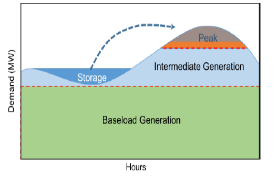 Demand (MW)
Peak
Intermediate Generation
Storage
Baseload Generation
Hours